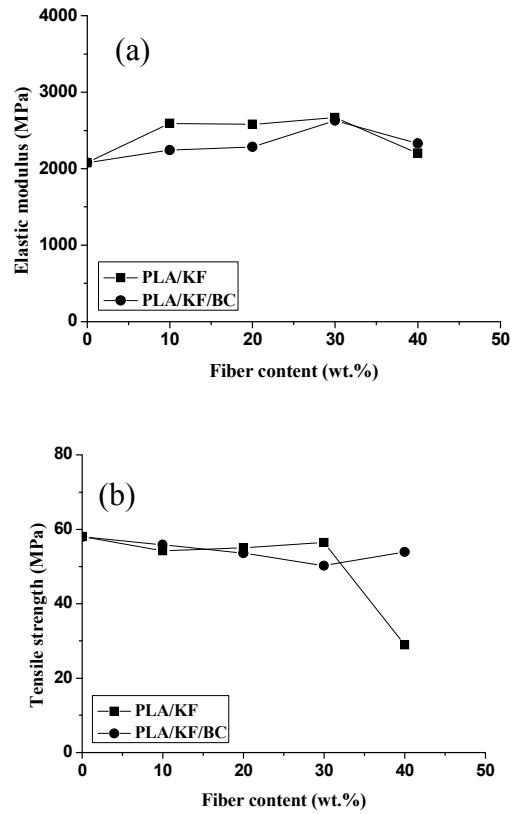 (a)
4000
3000
2000
1000
0
Elastic modulus (MPa)
PLA/KF
PLA/KF/BC
0 10 20 30 40 50
Fiber content (wt.%)
(b)
80
60
40
20
0
Tensile strength (MPa)
PLA/KF
PLA/KF/BC
0 10 20 30 40 50
Fiber content (wt.%)